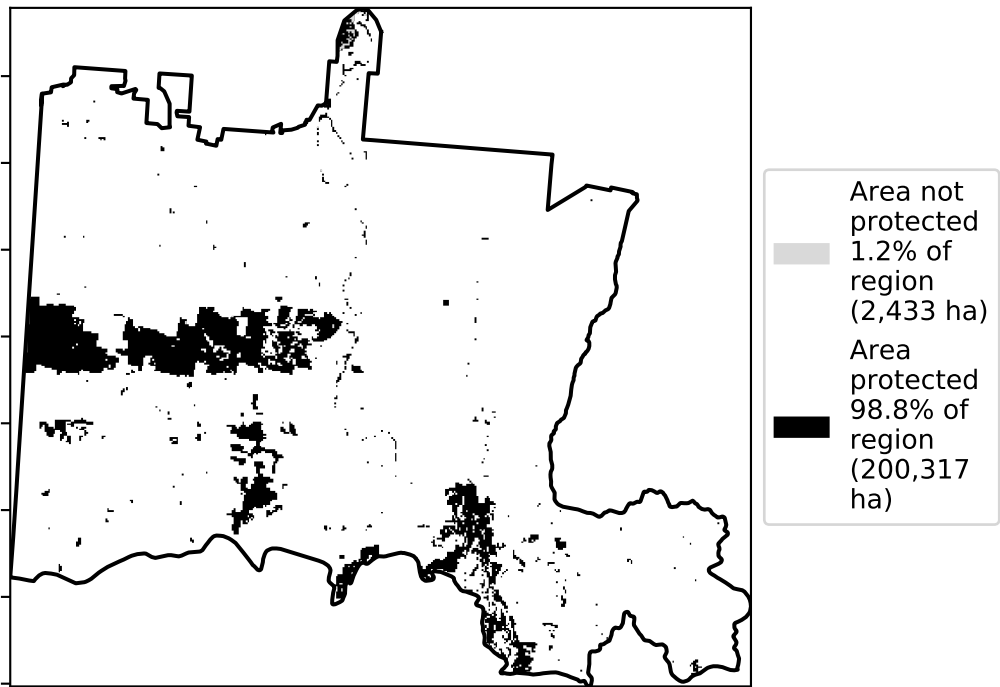 Area not
protected
1.2% of
region
(2,433 ha)
Area
protected
98.8% of
region
(200,317
ha)